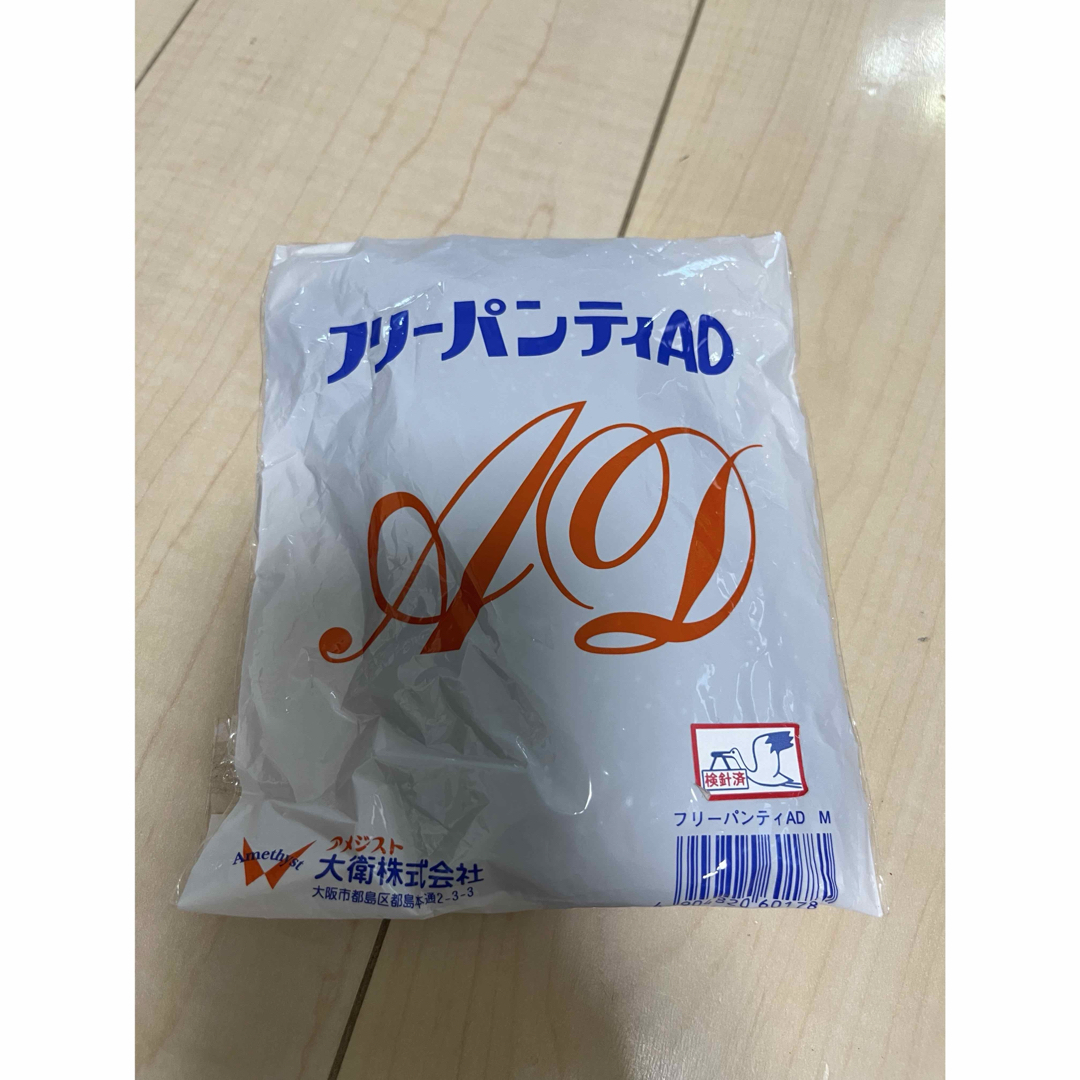 フリーパンティAD
AD
検針済
フリーパンティAD M
Amethyst
アメジスト
大衛株式会社
大阪市都島区都島本通2-3-3
60178